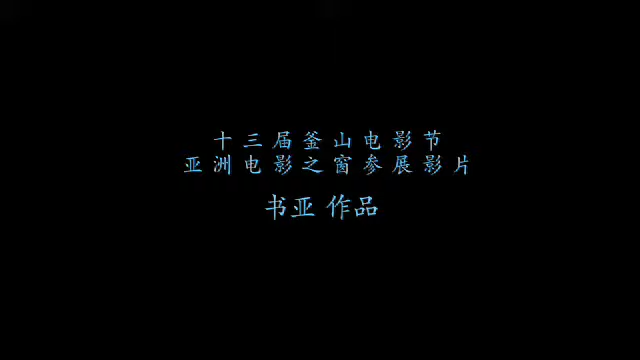 十三届釜山电影节
亚洲电影之窗参展影片
书亚 作品